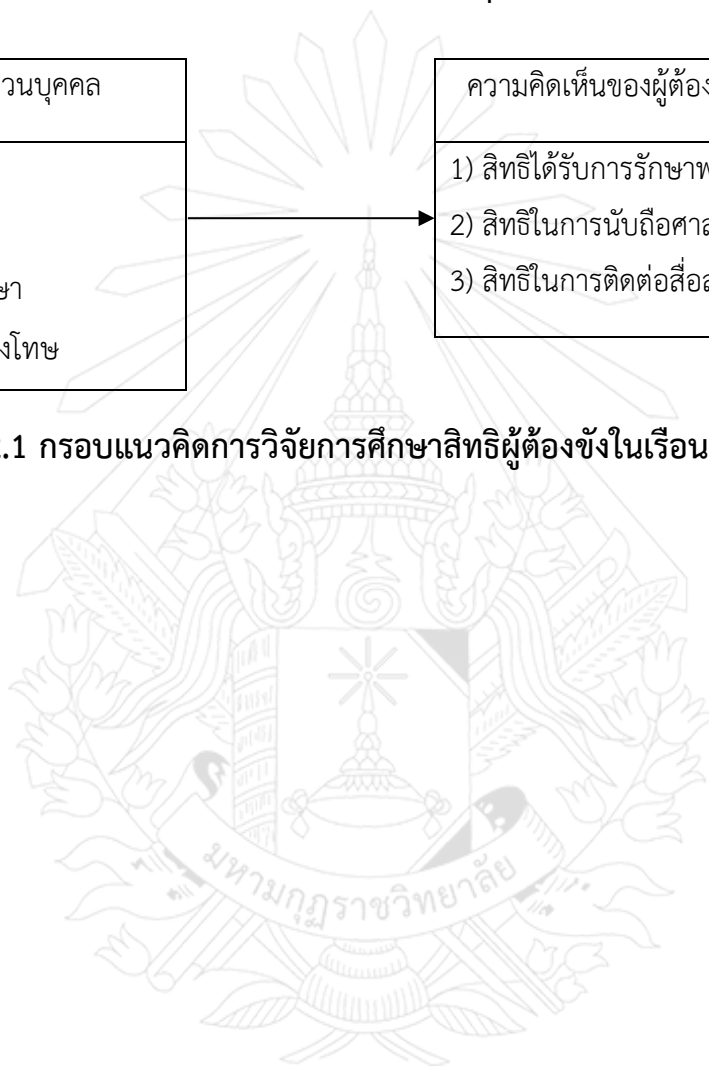 วนบุคคล
ความคิดเห็นของผู้ต้อง
1) สิทธิได้รับการรักษาพ
2) สิทธิในการนับถือศาส
3) สิทธิในการติดต่อสื่อส
ษา
งโทษ
.1 กรอบแนวคิดการวิจัยการศึกษาสิทธิผู้ต้องขังในเรือน
มหามกุฏราชวิทยาลัย